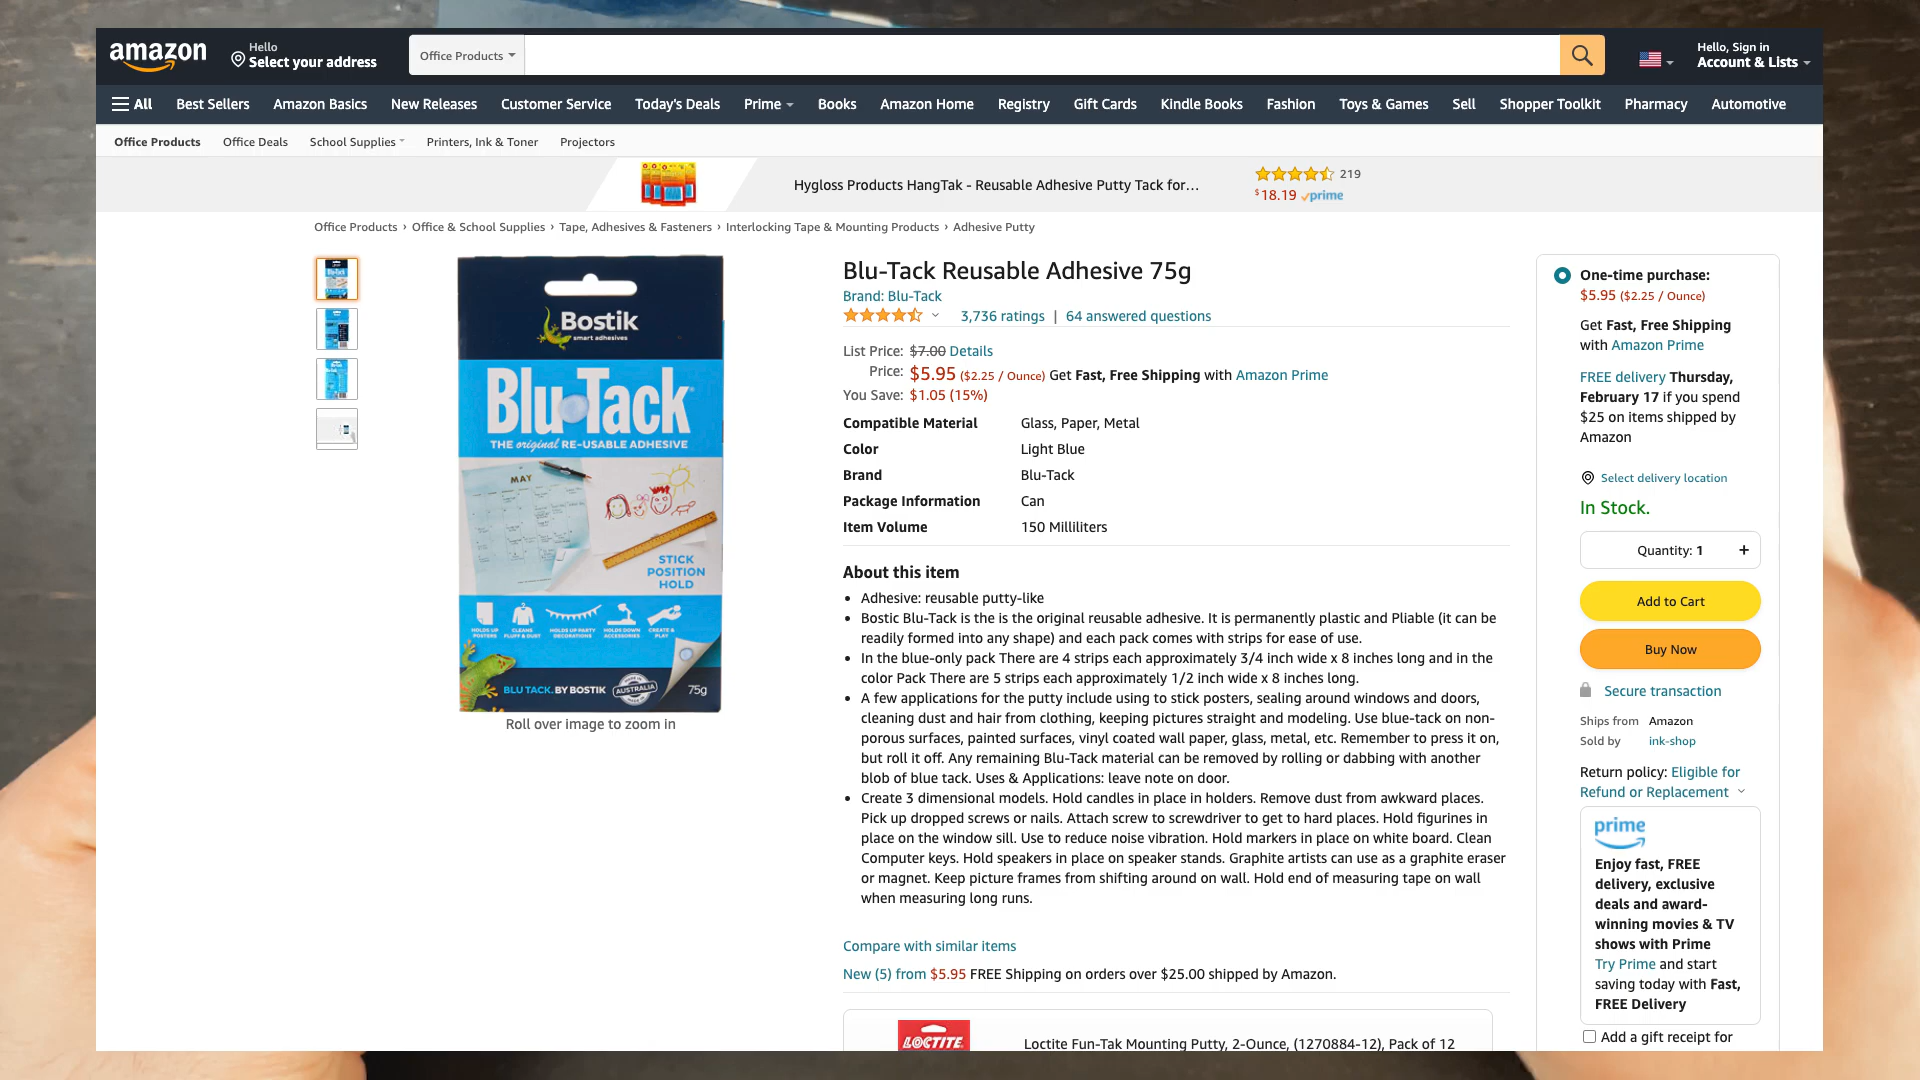 amazon
Hello
Select your address
Office Products
Hello, Sign in
Account & Lists
All
Best Sellers
Amazon Basics
New Releases
Customer Service
Today's Deals
Prime
Books
Amazon Home
Registry
Gift Cards
Kindle Books
Fashion
Toys & Games
Sell
Shopper Toolkit
Pharmacy
Automotive
Office Products
Office Deals
School Supplies
Printers, Ink & Toner
Projectors
Hygloss Products HangTak - Reusable Adhesive Putty Tack for…
219
$18.19 prime
Office Products › Office & School Supplies › Tape, Adhesives & Fasteners › Interlocking Tape & Mounting Products › Adhesive Putty
Bostik
smart adhesives
Blu Tack
THE original RE-USABLE ADHESIVE
MAY
STICK
POSITION
HOLD
HOLDS UP POSTERS
CLEANS FLUFF & DUST
HOLDS UP PARTY DECORATIONS
HOLDS DOWN ACCESSORIES
CREATE & PLAY
BLU TACK. BY BOSTIK
MADE IN AUSTRALIA
75g
Roll over image to zoom in
Blu-Tack Reusable Adhesive 75g
Brand: Blu-Tack
3,736 ratings | 64 answered questions
List Price: $7.00 Details
Price: $5.95 ($2.25 / Ounce) Get Fast, Free Shipping with Amazon Prime
You Save: $1.05 (15%)
Compatible Material Glass, Paper, Metal
Color Light Blue
Brand Blu-Tack
Package Information Can
Item Volume 150 Milliliters
About this item
• Adhesive: reusable putty-like
• Bostic Blu-Tack is the is the original reusable adhesive. It is permanently plastic and Pliable (it can be
readily formed into any shape) and each pack comes with strips for ease of use.
• In the blue-only pack There are 4 strips each approximately 3/4 inch wide x 8 inches long and in the
color Pack There are 5 strips each approximately 1/2 inch wide x 8 inches long.
• A few applications for the putty include using to stick posters, sealing around windows and doors,
cleaning dust and hair from clothing, keeping pictures straight and modeling. Use blue-tack on non-
porous surfaces, painted surfaces, vinyl coated wall paper, glass, metal, etc. Remember to press it on,
but roll it off. Any remaining Blu-Tack material can be removed by rolling or dabbing with another
blob of blue tack. Uses & Applications: leave note on door.
• Create 3 dimensional models. Hold candles in place in holders. Remove dust from awkward places.
Pick up dropped screws or nails. Attach screw to screwdriver to get to hard places. Hold figurines in
place on the window sill. Use to reduce noise vibration. Hold markers in place on white board. Clean
Computer keys. Hold speakers in place on speaker stands. Graphite artists can use as a graphite eraser
or magnet. Keep picture frames from shifting around on wall. Hold end of measuring tape on wall
when measuring long runs.
Compare with similar items
New (5) from $5.95 FREE Shipping on orders over $25.00 shipped by Amazon.
LOCTITE
Loctite Fun-Tak Mounting Putty, 2-Ounce, (1270884-12), Pack of 12
One-time purchase:
$5.95 ($2.25 / Ounce)
Get Fast, Free Shipping
with Amazon Prime
FREE delivery Thursday,
February 17 if you spend
$25 on items shipped by
Amazon
Select delivery location
In Stock.
Quantity: 1 +
Add to Cart
Buy Now
Secure transaction
Ships from Amazon
Sold by ink-shop
Return policy: Eligible for
Refund or Replacement
prime
Enjoy fast, FREE
delivery, exclusive
deals and award-
winning movies & TV
shows with Prime
Try Prime and start
saving today with Fast,
FREE Delivery
Add a gift receipt for